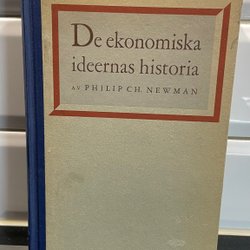 De ekonomiska
ideernas historia
AV PHILIP CH. NEWMAN